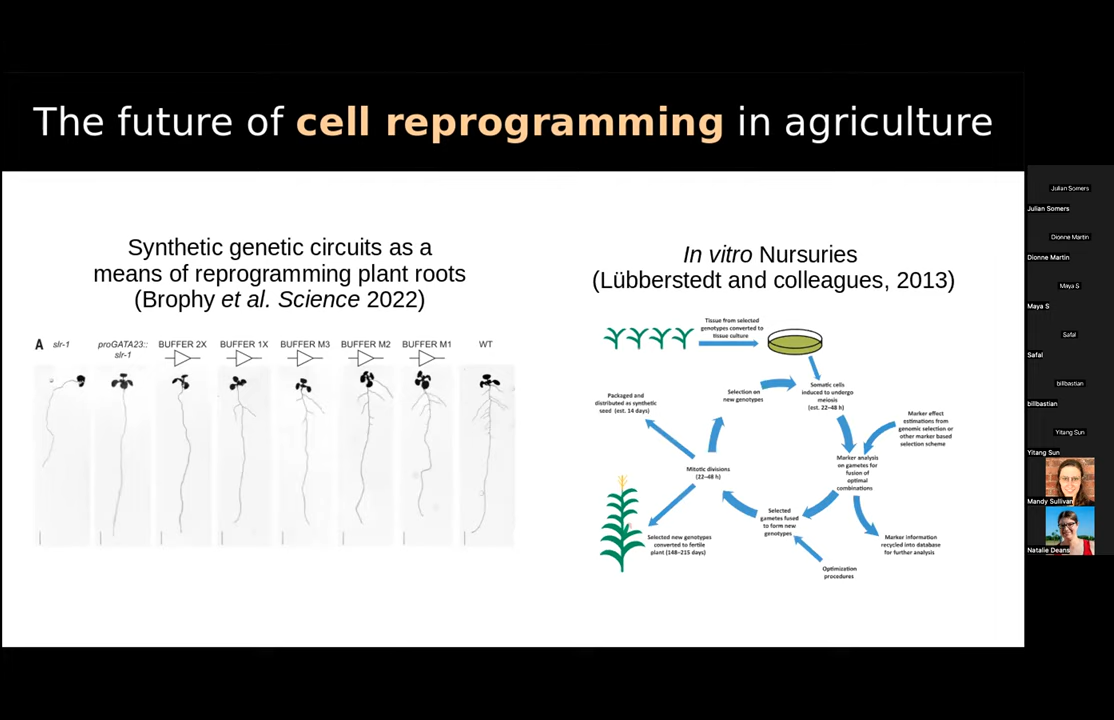 The future of cell reprogramming in agriculture
Synthetic genetic circuits as a
means of reprogramming plant roots
(Brophy et al. Science 2022)
A slr-1 proGATA23:: BUFFER 2X BUFFER 1X BUFFER M3 BUFFER M2 BUFFER M1 WT
slr-1
In vitro Nursuries
(Lübberstedt and colleagues, 2013)
Tissue from selected
genotypes converted to
tissue culture
Somatic cells
induced to undergo
meiosis
(est. 22–48 h)
Selection on
new genotypes
Packaged and
distributed as synthetic
seed (est. 14 days)
Marker effect
estimations from
genomic selection or
other marker based
selection scheme
Marker analysis
on gametes for
fusion of
optimal
combinations
Mitotic divisions
(22–48 h)
Selected
gametes fused
to form new
genotypes
Selected new genotypes
converted to fertile
plant (148–215 days)
Marker information
recycled into database
for further analysis
Optimization
procedures
Julian Somers
Julian Somers
Dionne Martin
Dionne Martin
Maya S
Maya S
Safal
Safal
billbastian
billbastian
Yitang Sun
Yitang Sun
Mandy Sullivan
Natalie Deans